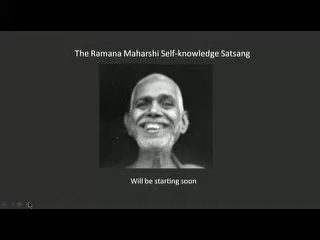 The Ramana Maharshi Self-knowledge Satsang
Will be starting soon